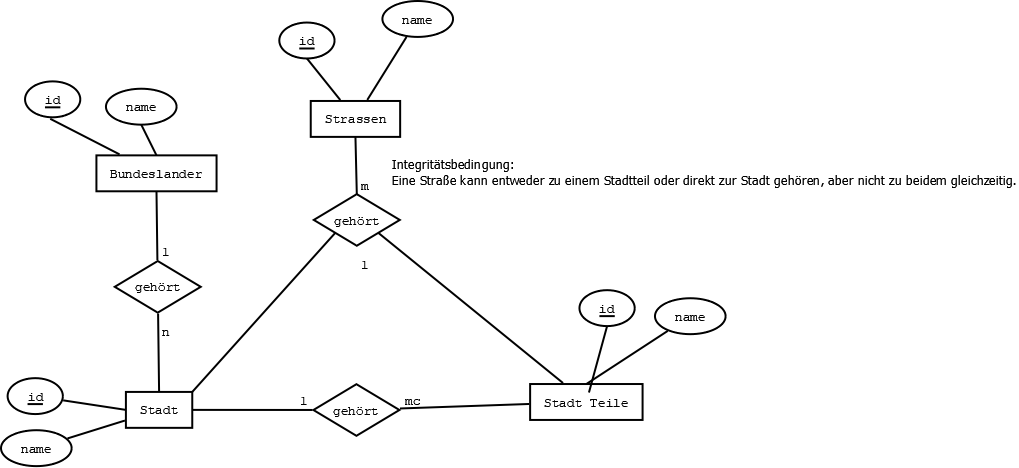 name
id
id
name
Strassen
Integritätsbedingung:
Eine Straße kann entweder zu einem Stadtteil oder direkt zur Stadt gehören, aber nicht zu beidem gleichzeitig.
Bundeslander
m
gehört
1
1
gehört
id
name
n
id
1
gehört
mc
Stadt Teile
Stadt
name